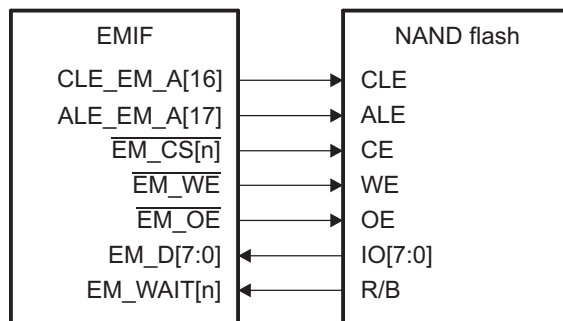 EMIF
NAND flash
CLE_EM_A[16]
CLE
ALE_EM_A[17]
ALE
EM_CS[n]
CE
EM_WE
WE
EM_OE
OE
EM_D[7:0]
IO[7:0]
EM_WAIT[n]
R/B